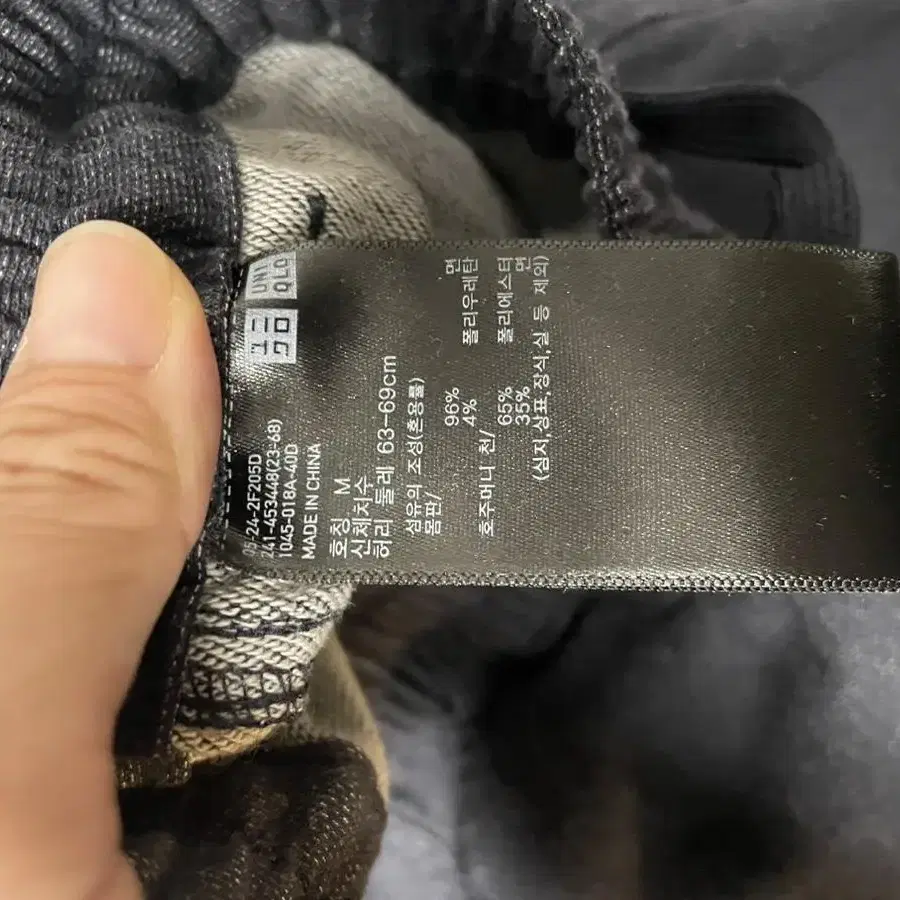 ユニ UNI
クロ QLO
05-24-2F205D
241-453448(23-68)
1045-018A-40D
MADE IN CHINA
호칭 M
신체치수
허리 둘레 63-69cm
섬유의 조성(혼용률)
몸판/
96% 면
4% 폴리우레탄
호주머니 천/
65% 폴리에스터
35% 면
(심지,상표,장식,실 등 제외)